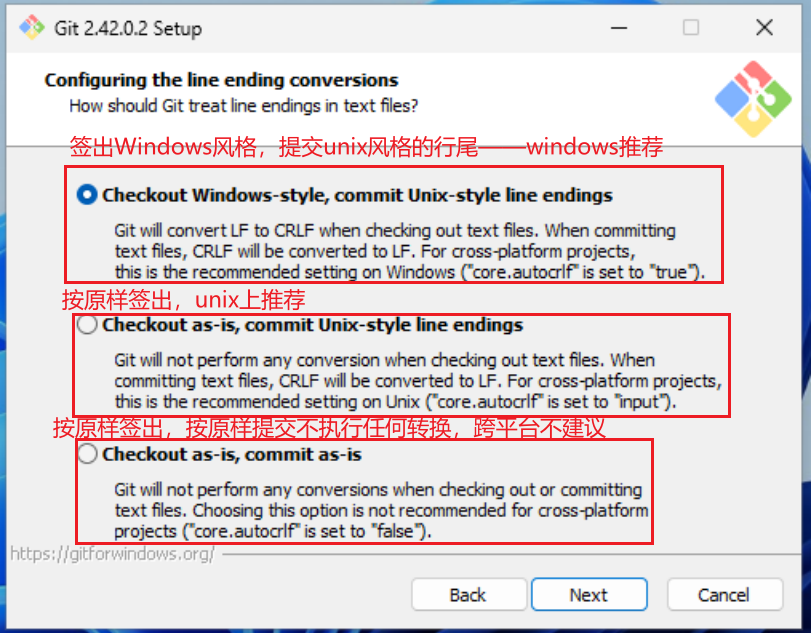 Git 2.42.0.2 Setup
Configuring the line ending conversions
How should Git treat line endings in text files?
签出Windows风格，提交unix风格的行尾——windows推荐
Checkout Windows-style, commit Unix-style line endings
Git will convert LF to CRLF when checking out text files. When committing
text files, CRLF will be converted to LF. For cross-platform projects,
this is the recommended setting on Windows ("core.autocrlf" is set to "true").
按原样签出，unix上推荐
Checkout as-is, commit Unix-style line endings
Git will not perform any conversion when checking out text files. When
committing text files, CRLF will be converted to LF. For cross-platform projects,
this is the recommended setting on Unix ("core.autocrlf" is set to "input").
按原样签出，按原样提交不执行任何转换，跨平台不建议
Checkout as-is, commit as-is
Git will not perform any conversions when checking out or committing
text files. Choosing this option is not recommended for cross-platform
projects ("core.autocrlf" is set to "false").
https://gitforwindows.org/
Back Next Cancel